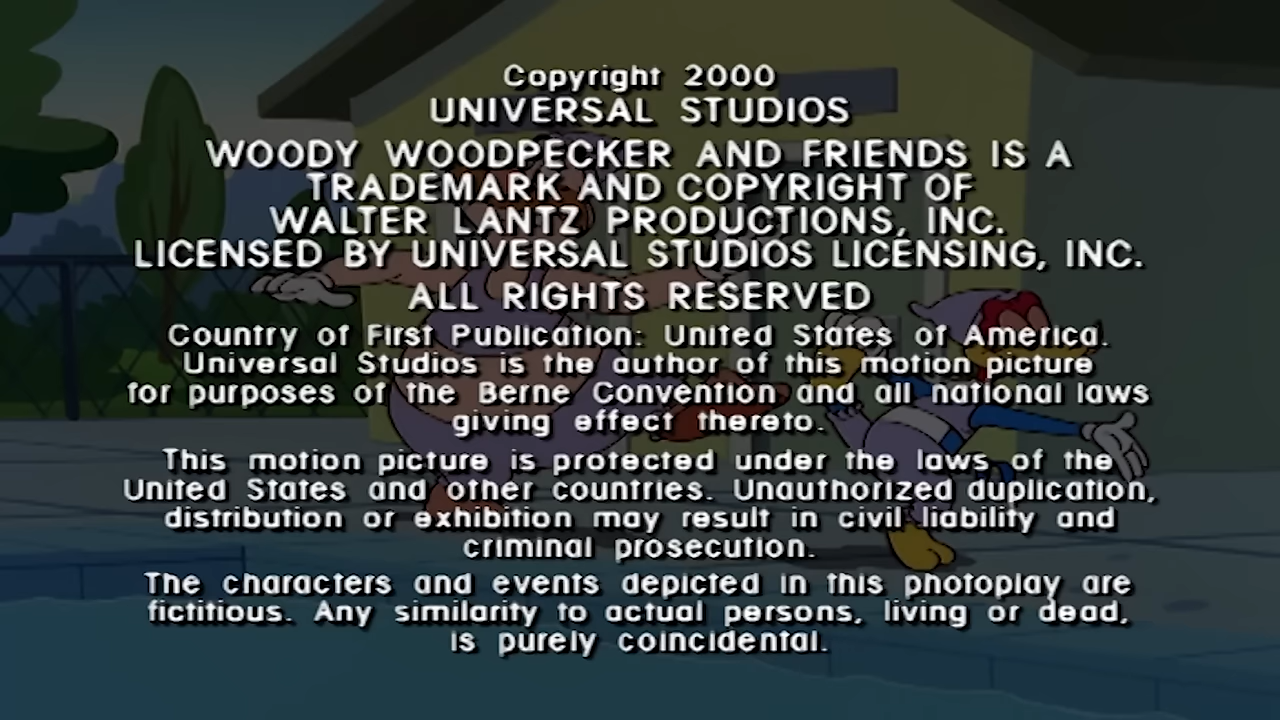 Copyright 2000
UNIVERSAL STUDIOS
WOODY WOODPECKER AND FRIENDS IS A
TRADEMARK AND COPYRIGHT OF
WALTER LANTZ PRODUCTIONS, INC.
LICENSED BY UNIVERSAL STUDIOS LICENSING, INC.
ALL RIGHTS RESERVED
Country of First Publication: United States of America.
Universal Studios is the author of this motion picture
for purposes of the Berne Convention and all national laws
giving effect thereto.
This motion picture is protected under the laws of the
United States and other countries. Unauthorized duplication,
distribution or exhibition may result in civil liability and
criminal prosecution.
The characters and events depicted in this photoplay are
fictitious. Any similarity to actual persons, living or dead,
is purely coincidental.